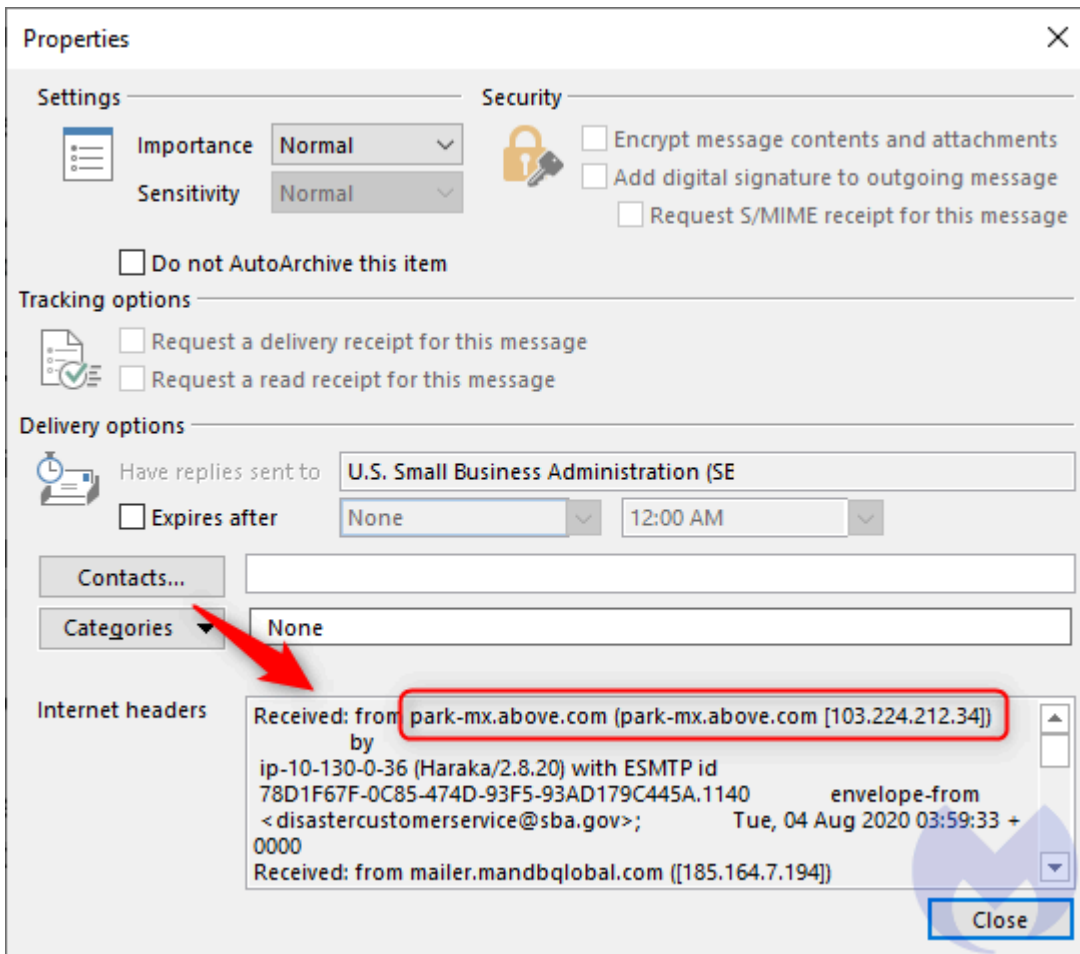 Properties
Settings
Security
Importance Normal
Encrypt message contents and attachments
Sensitivity Normal
Add digital signature to outgoing message
Request S/MIME receipt for this message
Do not AutoArchive this item
Tracking options
Request a delivery receipt for this message
Request a read receipt for this message
Delivery options
Have replies sent to U.S. Small Business Administration (SE
Expires after None 12:00 AM
Contacts...
Categories None
Internet headers
Received: from park-mx.above.com (park-mx.above.com [103.224.212.34])
by
ip-10-130-0-36 (Haraka/2.8.20) with ESMTP id
78D1F67F-0C85-474D-93F5-93AD179C445A.1140 envelope-from
<disastercustomerservice@sba.gov>; Tue, 04 Aug 2020 03:59:33 +
0000
Received: from mailer.mandbqlobal.com ([185.164.7.194])
Close